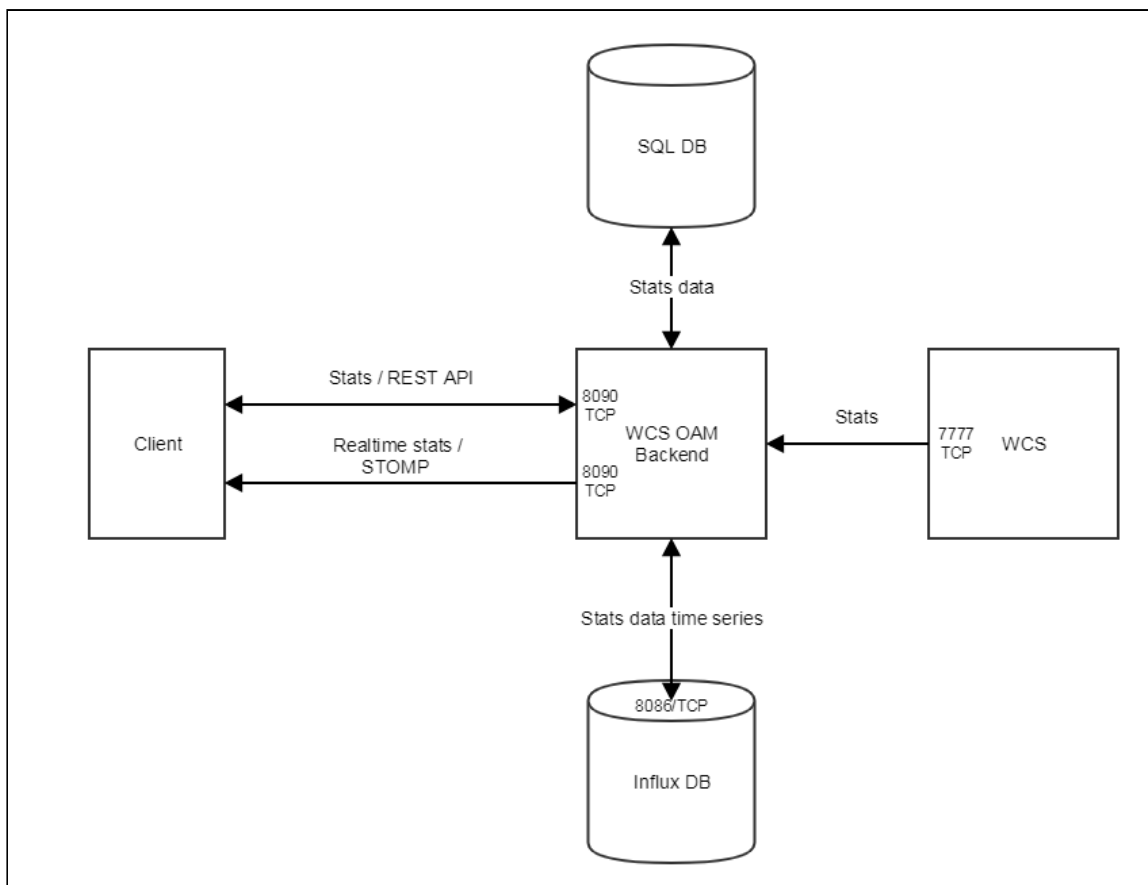 SQL DB
Stats data
Stats / REST API
8090
TCP
Client
Realtime stats /
STOMP
WCS OAM
Backend
8090
TCP
Stats
7777
TCP
WCS
Stats data time series
8086/TCP
Influx DB